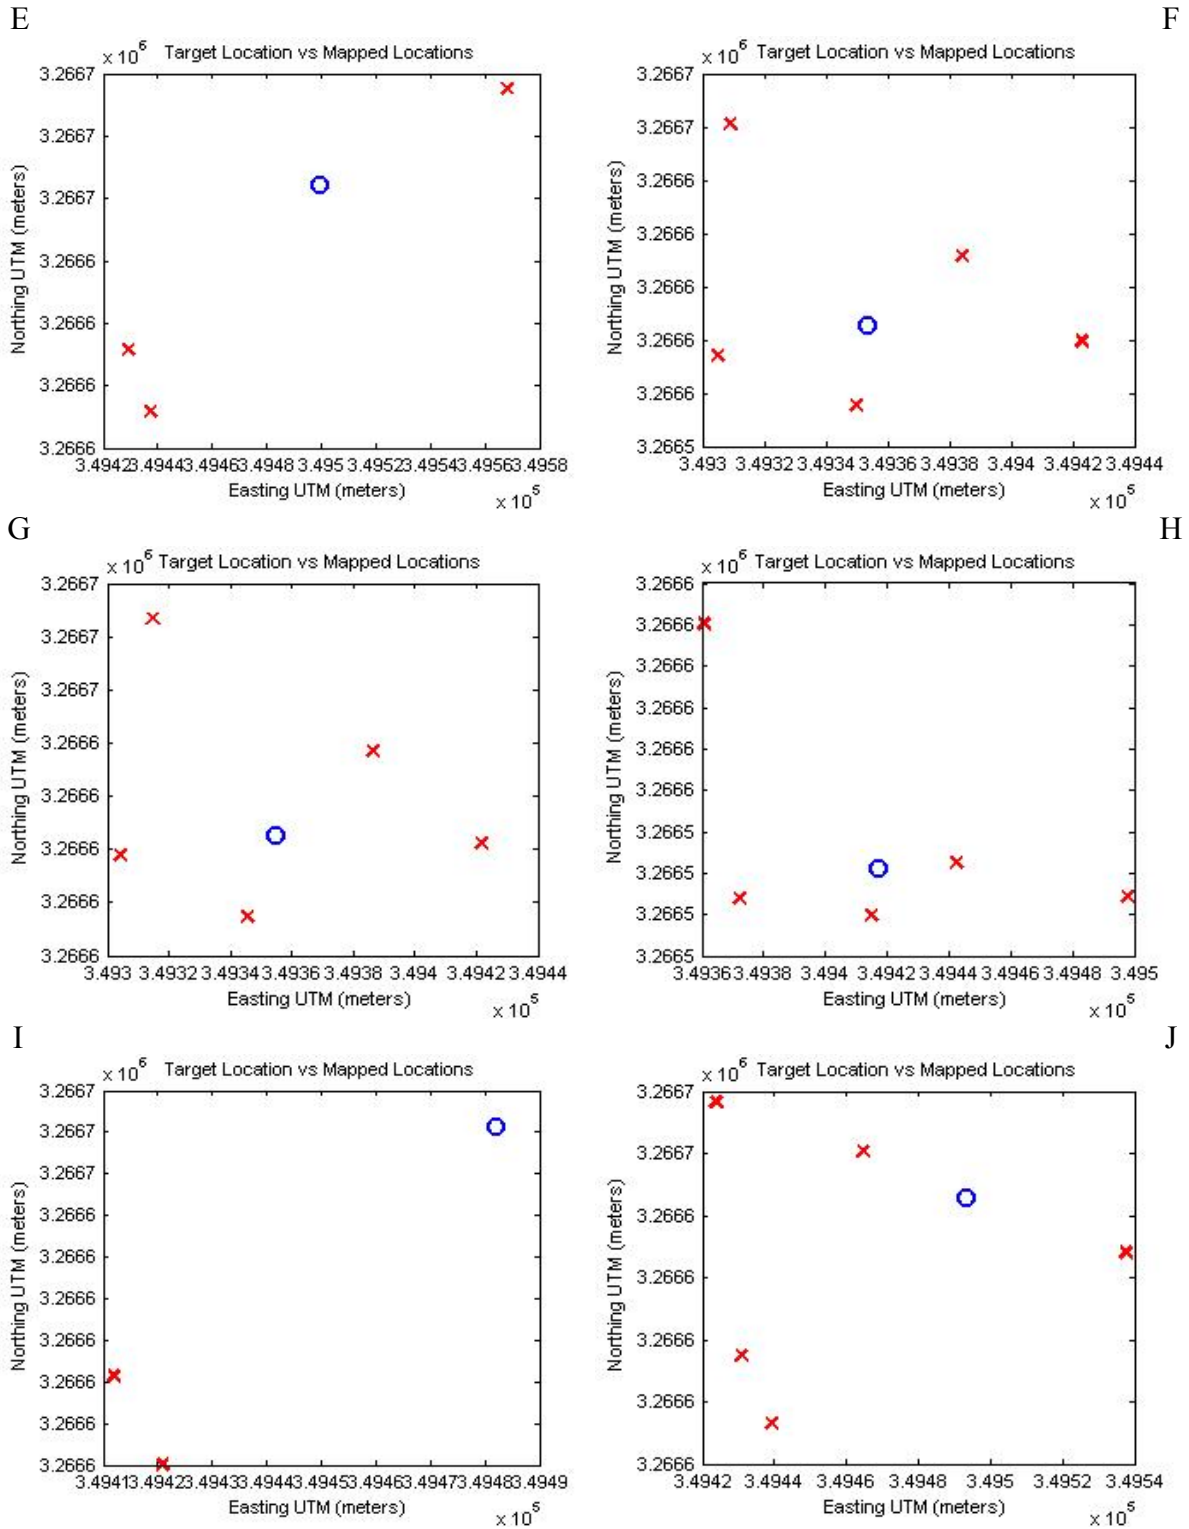 E
F
x 10^6 Target Location vs Mapped Locations
3.2667
3.2667
3.2667
3.2666
3.2666
3.2666
3.2666
Northing UTM (meters)
3.4942 3.4944 3.4946 3.4948 3.495 3.4952 3.4954 3.4956 3.4958
Easting UTM (meters)
x 10^5
x 10^6 Target Location vs Mapped Locations
3.2667
3.2667
3.2666
3.2666
3.2666
3.2666
3.2666
3.2665
Northing UTM (meters)
3.493 3.4932 3.4934 3.4936 3.4938 3.494 3.4942 3.4944
Easting UTM (meters)
x 10^5
G
H
x 10^6 Target Location vs Mapped Locations
3.2667
3.2667
3.2667
3.2666
3.2666
3.2666
3.2666
3.2666
Northing UTM (meters)
3.493 3.4932 3.4934 3.4936 3.4938 3.494 3.4942 3.4944
Easting UTM (meters)
x 10^5
x 10^6 Target Location vs Mapped Locations
3.2666
3.2666
3.2666
3.2666
3.2666
3.2666
3.2665
3.2665
3.2665
3.2665
Northing UTM (meters)
3.4936 3.4938 3.494 3.4942 3.4944 3.4946 3.4948 3.495
Easting UTM (meters)
x 10^5
I
J
x 10^6 Target Location vs Mapped Locations
3.2667
3.2667
3.2667
3.2666
3.2666
3.2666
3.2666
3.2666
3.2666
3.2666
Northing UTM (meters)
3.4941 3.4942 3.4943 3.4944 3.4945 3.4946 3.4947 3.4948 3.4949
Easting UTM (meters)
x 10^5
x 10^6 Target Location vs Mapped Locations
3.2667
3.2667
3.2666
3.2666
3.2666
3.2666
3.2666
Northing UTM (meters)
3.4942 3.4944 3.4946 3.4948 3.495 3.4952 3.4954
Easting UTM (meters)
x 10^5